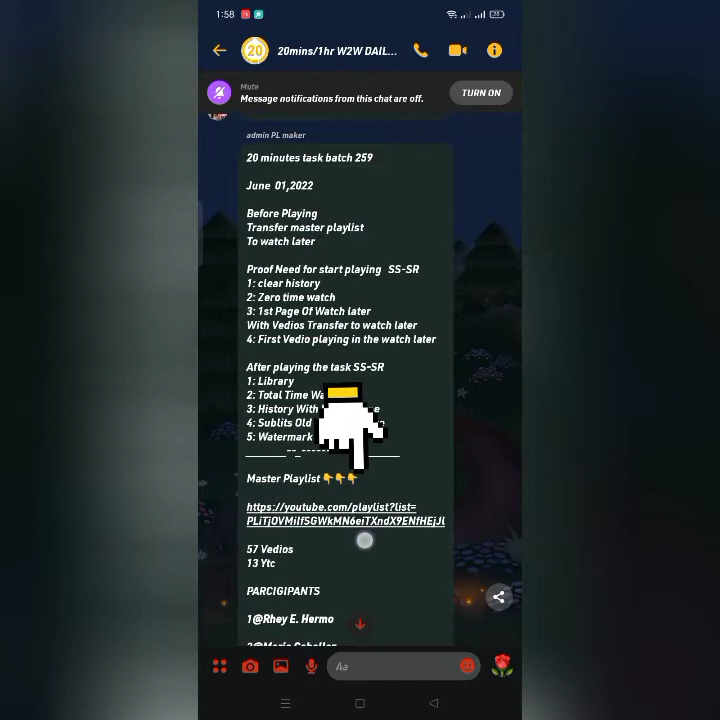 1:58
20
20mins/1hr W2W DAIL...
Mute
Message notifications from this chat are off.
TURN ON
admin PL maker
20 minutes task batch 259
June 01,2022
Before Playing
Transfer master playlist
To watch later
Proof Need for start playing SS-SR
1: clear history
2: Zero time watch
3: 1st Page Of Watch later
With Vedios Transfer to watch later
4: First Vedio playing in the watch later
After playing the task SS-SR
1: Library
2: Total Time
3: History With
4: Sublits Old
5: Watermark
Master Playlist 👇👇👇
https://youtube.com/playlist?list=
57 Vedios
13 Ytc
PARCIGIPANTS
1@Rhey E. Hermo
Aa